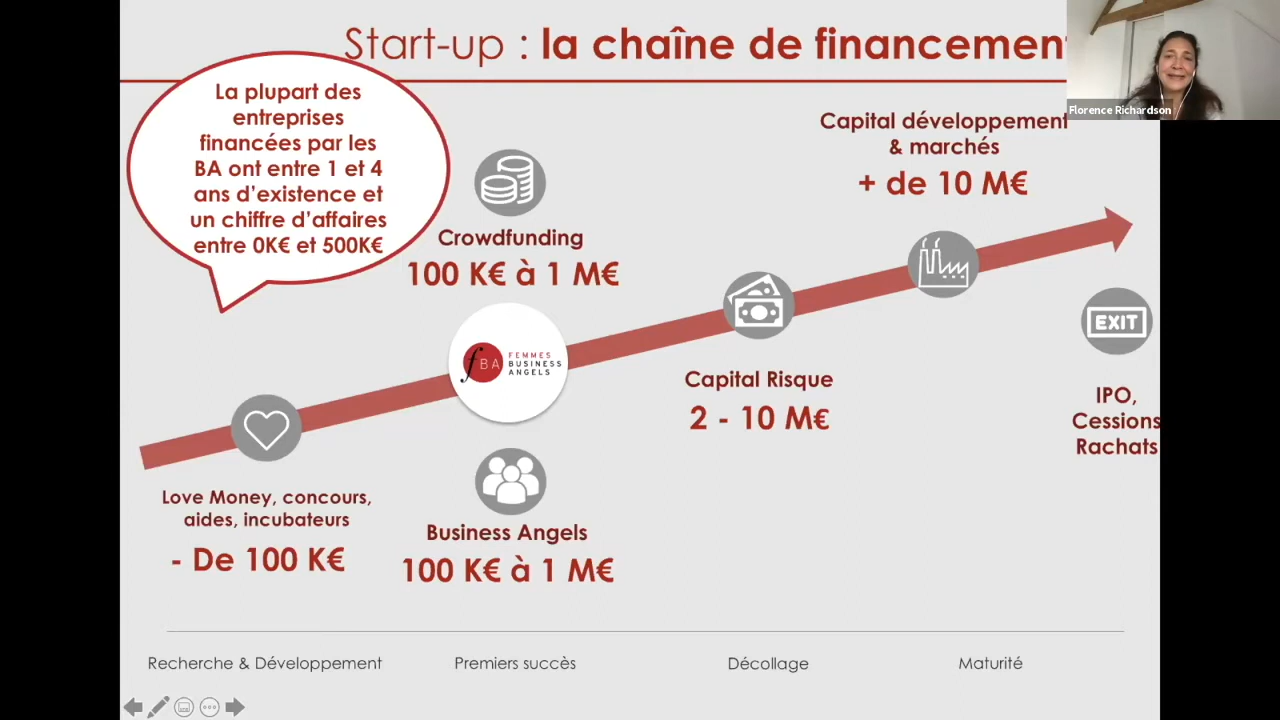 Start-up : la chaîne de financement
Florence Richardson
La plupart des
entreprises
financées par les
BA ont entre 1 et 4
ans d'existence et
un chiffre d'affaires
entre 0K€ et 500K€
Crowdfunding
100 K€ à 1 M€
Capital développement
& marchés
+ de 10 M€
fBA FEMMES
BUSINESS
ANGELS
EXIT
Capital Risque
2 - 10 M€
IPO,
Cessions
Rachats
Love Money, concours,
aides, incubateurs
- De 100 K€
Business Angels
100 K€ à 1 M€
Recherche & Développement
Premiers succès
Décollage
Maturité